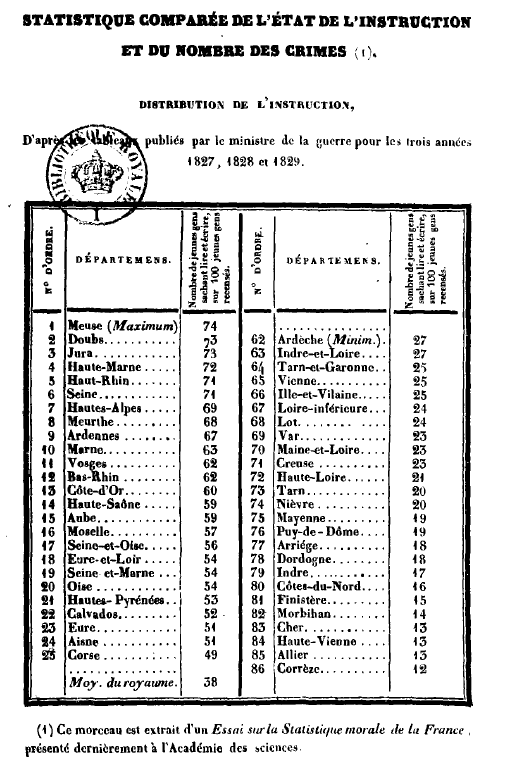 STATISTIQUE COMPARÉE DE L'ÉTAT DE L'INSTRUCTION
ET DU NOMBRE DES CRIMES (1).
DISTRIBUTION DE L'INSTRUCTION,
D'après les tableaux publiés par le ministre de la guerre pour les trois années
1827, 1828 et 1829.
BIBLIOTHEQUE ROYALE
I
N° D'ORDRE. DÉPARTEMENS. Nombre de jeunes gens sachant lire et écrire, sur 100 jeunes gens recensés. N° D'ORDRE. DÉPARTEMENS. Nombre de jeunes gens sachant lire et écrire, sur 100 jeunes gens recensés.
1 Meuse (Maximum) 74 ..............
2 Doubs.......... 73 62 Ardèche (Minim.). 27
3 Jura........... 73 63 Indre-et-Loire... 27
4 Haute-Marne .... 72 64 Tarn-et-Garonne.. 25
5 Haut-Rhin ...... 71 65 Vienne.......... 25
6 Seine.......... 71 66 Ille-et-Vilaine.... 25
7 Hautes-Alpes .... 69 67 Loire-inférieure... 24
8 Meurthe ........ 68 68 Lot........... 24
9 Ardennes ....... 67 69 Var............ 23
10 Marne.......... 63 70 Maine-et-Loire... 23
11 Vosges ......... 62 71 Creuse ......... 23
12 Bas-Rhin ....... 62 72 Haute-Loire..... 21
13 Côte-d'Or....... 60 73 Tarn........... 20
14 Haute-Saône .... 59 74 Nièvre.......... 20
15 Aube........... 59 75 Mayenne ....... 19
16 Moselle........ 57 76 Puy-de-Dôme... 19
17 Seine-et-Oise..... 56 77 Arriége ........ 18
18 Eure-et-Loir .... 54 78 Dordogne ....... 18
19 Seine et-Marne ... 54 79 Indre.......... 17
20 Oise ........... 54 80 Côtes-du-Nord... 16
21 Hautes-Pyrénées. 53 81 Finistère........ 15
22 Calvados........ 52 82 Morbihan ....... 14
23 Eure........... 51 83 Cher........... 13
24 Aisne .......... 51 84 Haute-Vienne ... 13
25 Corse ......... 49 85 Allier .......... 13
.............. 86 Corrèze......... 12
Moy. du royaume. 38
(1) Ce morceau est extrait d'un Essai sur la Statistique morale de la France,
présenté dernièrement à l'Académie des sciences.